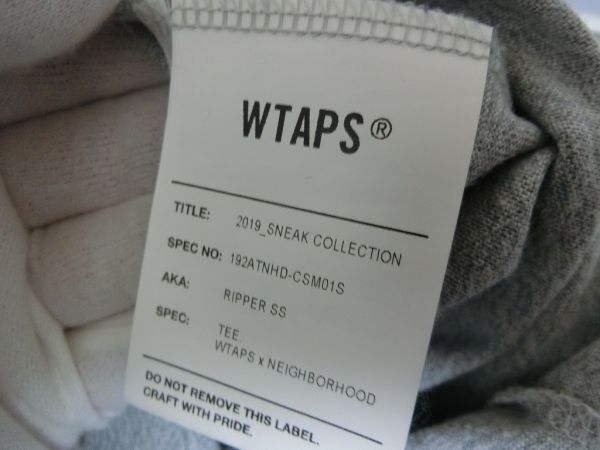 WTAPS®
TITLE: 2019_SNEAK COLLECTION
SPEC NO: 192ATNHD-CSM01S
AKA: RIPPER SS
SPEC: TEE.
WTAPS x NEIGHBORHOOD
DO NOT REMOVE THIS LABEL.
CRAFT WITH PRIDE.